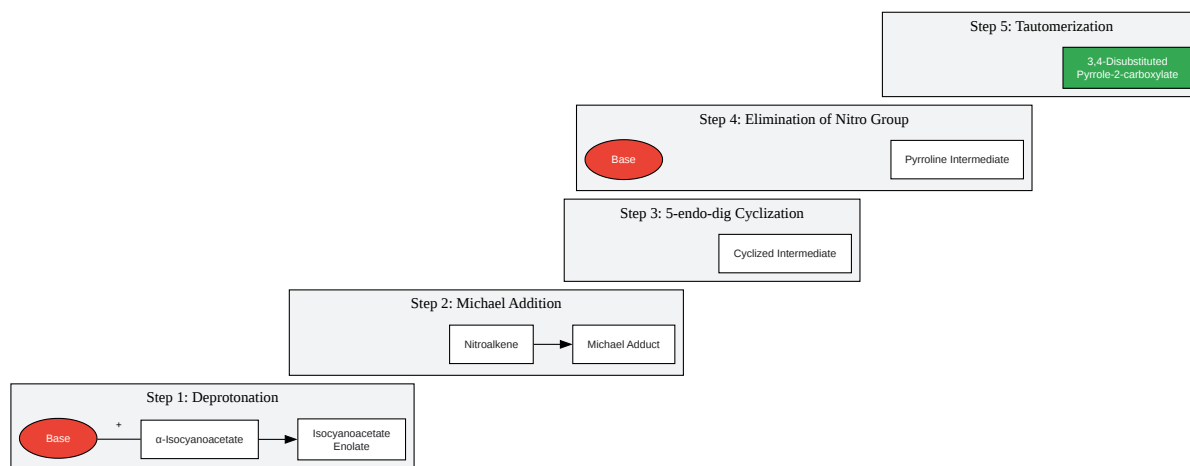 Step 5: Tautomerization
3,4-Disubstituted
Pyrrole-2-carboxylate
Step 4: Elimination of Nitro Group
Base
Pyrroline Intermediate
Step 3: 5-endo-dig Cyclization
Cyclized Intermediate
Step 2: Michael Addition
Nitroalkene
Michael Adduct
Step 1: Deprotonation
Base
+
α-Isocyanoacetate
Isocyanoacetate
Enolate